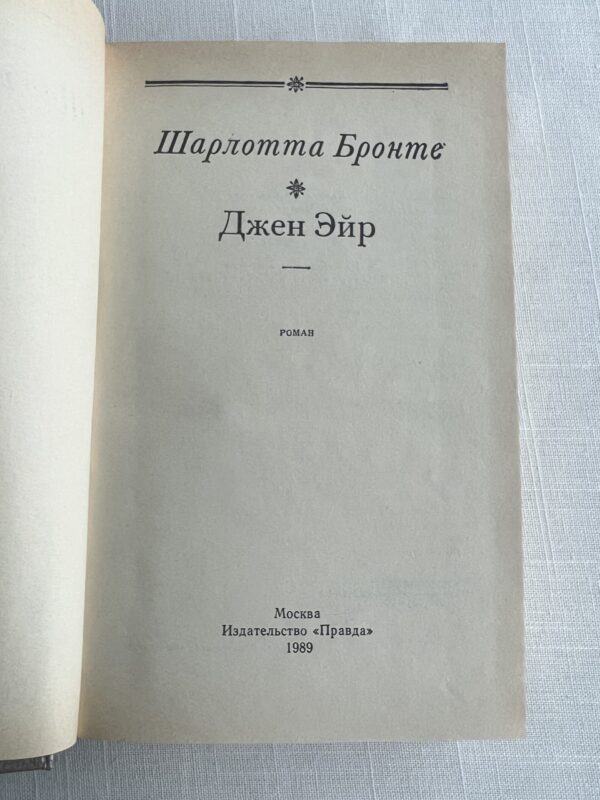 Шарлотта Бронте
Джен Эйр
РОМАН
Москва
Издательство «Правда»
1989